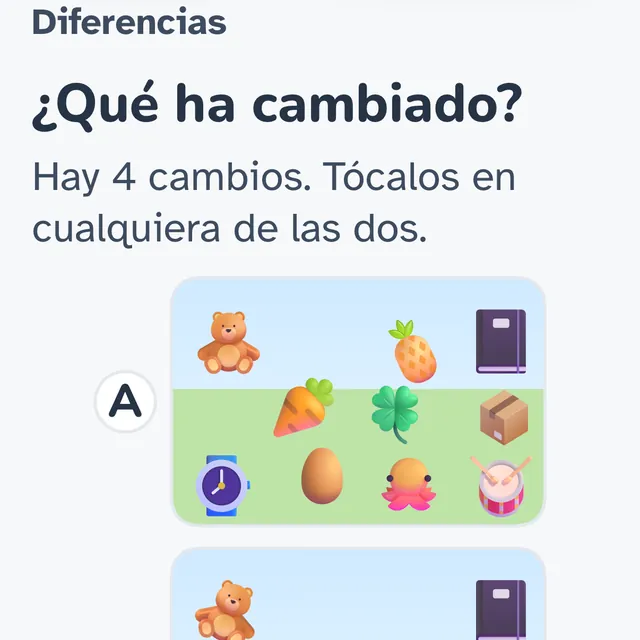 Diferencias
¿Qué ha cambiado?
Hay 4 cambios. Tócalos en
cualquiera de las dos.
A